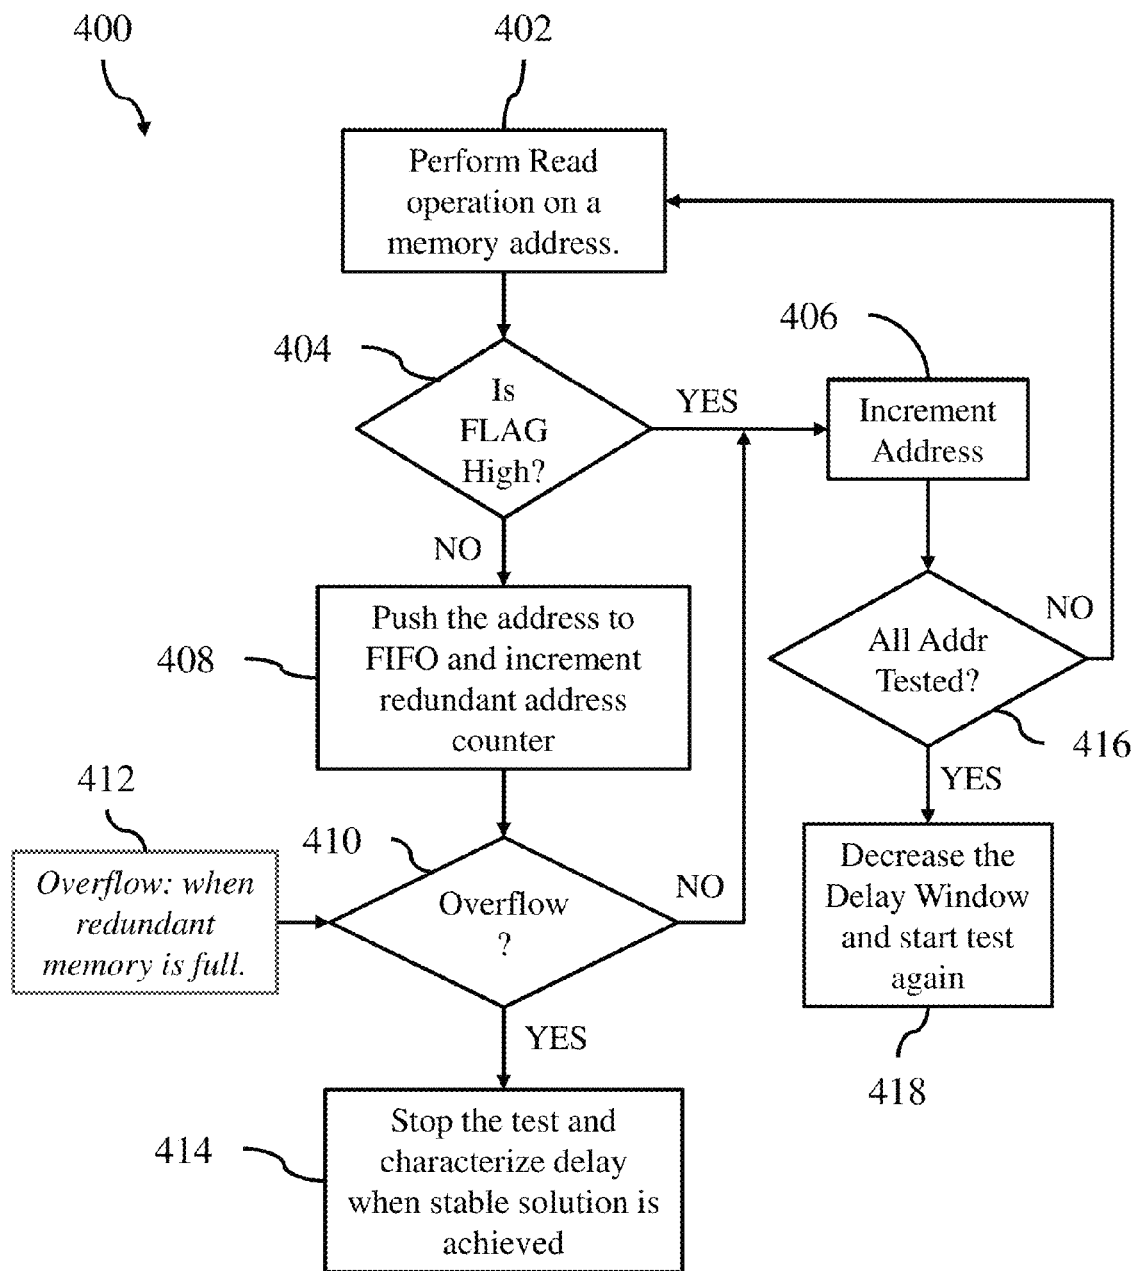 400
402
Perform Read
operation on a
memory address.
404
Is
FLAG
High?
YES
406
Increment
Address
NO
408
Push the address to
FIFO and increment
redundant address
counter
All Addr
Tested?
NO
416
YES
412
Overflow: when
redundant
memory is full.
410
Overflow
?
NO
Decrease the
Delay Window
and start test
again
418
YES
414
Stop the test and
characterize delay
when stable solution is
achieved